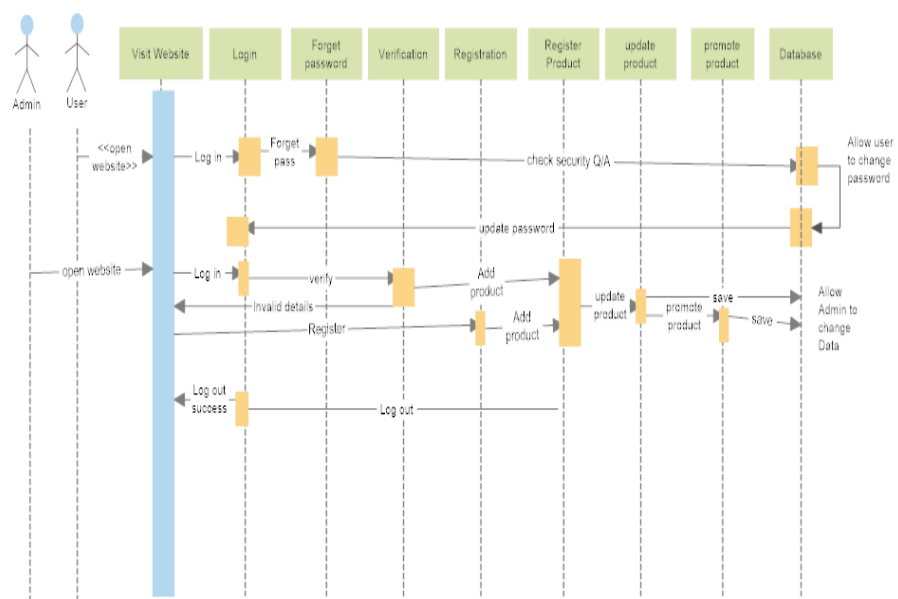 Admin
User
Visit Website
Login
Forget
password
Verification
Registration
Register
Product
update
product
promote
product
Database
<<open
website>>
Log in
Forget
pass
check security Q/A
Allow user
to change
password
update password
open website
Log in
verify
Add
product
Invalid details
update
product
save
promote
product
save
Allow
Admin to
change
Data
Register
Add
product
Log out
success
Log out